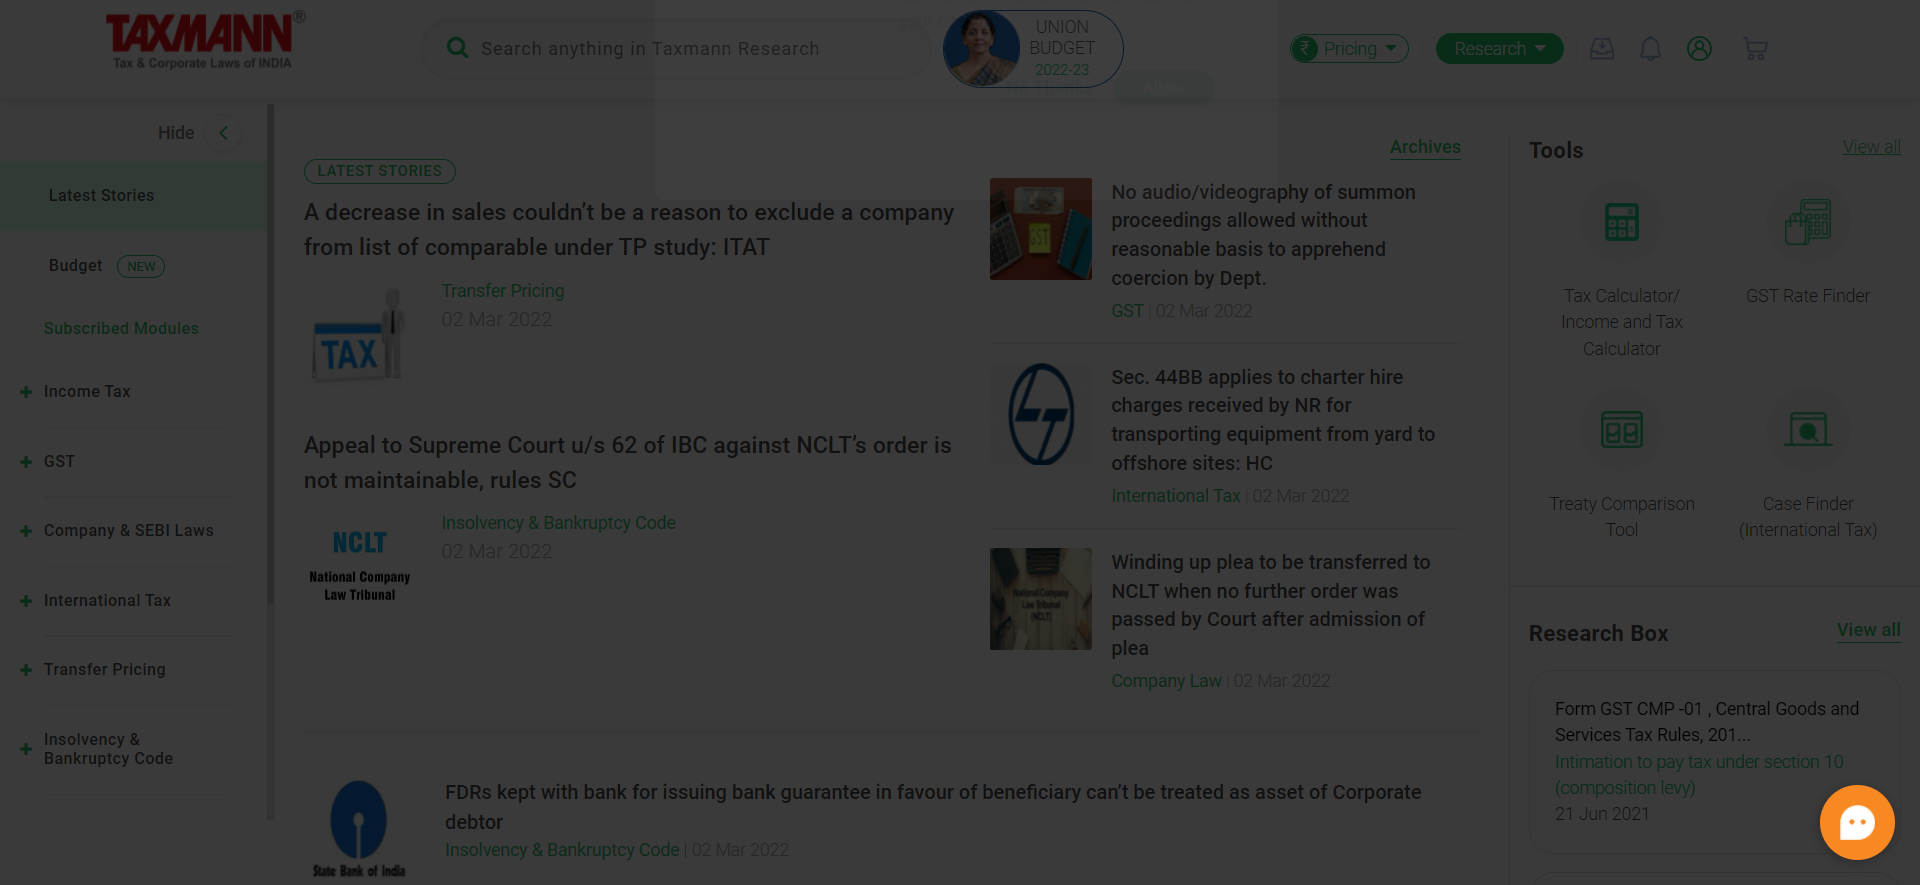 TAXMANN®
Tax & Corporate Laws of INDIA
Search anything in Taxmann Research
UNION
BUDGET
2022-23
₹ Pricing
Research
Allow
Hide
Latest Stories
Budget NEW
Subscribed Modules
Income Tax
GST
Company & SEBI Laws
International Tax
Transfer Pricing
Insolvency &
Bankruptcy Code
LATEST STORIES
Archives
A decrease in sales couldn’t be a reason to exclude a company
from list of comparable under TP study: ITAT
TAX
Transfer Pricing
02 Mar 2022
Appeal to Supreme Court u/s 62 of IBC against NCLT’s order is
not maintainable, rules SC
NCLT
National Company
Law Tribunal
Insolvency & Bankruptcy Code
02 Mar 2022
GST
No audio/videography of summon
proceedings allowed without
reasonable basis to apprehend
coercion by Dept.
GST | 02 Mar 2022
Sec. 44BB applies to charter hire
charges received by NR for
transporting equipment from yard to
offshore sites: HC
International Tax | 02 Mar 2022
National Company
Law Tribunal
(NCLT)
Winding up plea to be transferred to
NCLT when no further order was
passed by Court after admission of
plea
Company Law | 02 Mar 2022
State Bank of India
FDRs kept with bank for issuing bank guarantee in favour of beneficiary can’t be treated as asset of Corporate
debtor
Insolvency & Bankruptcy Code | 02 Mar 2022
Tools
View all
Tax Calculator/
Income and Tax
Calculator
GST Rate Finder
Treaty Comparison
Tool
Case Finder
(International Tax)
Research Box
View all
Form GST CMP -01 , Central Goods and
Services Tax Rules, 201...
Intimation to pay tax under section 10
(composition levy)
21 Jun 2021